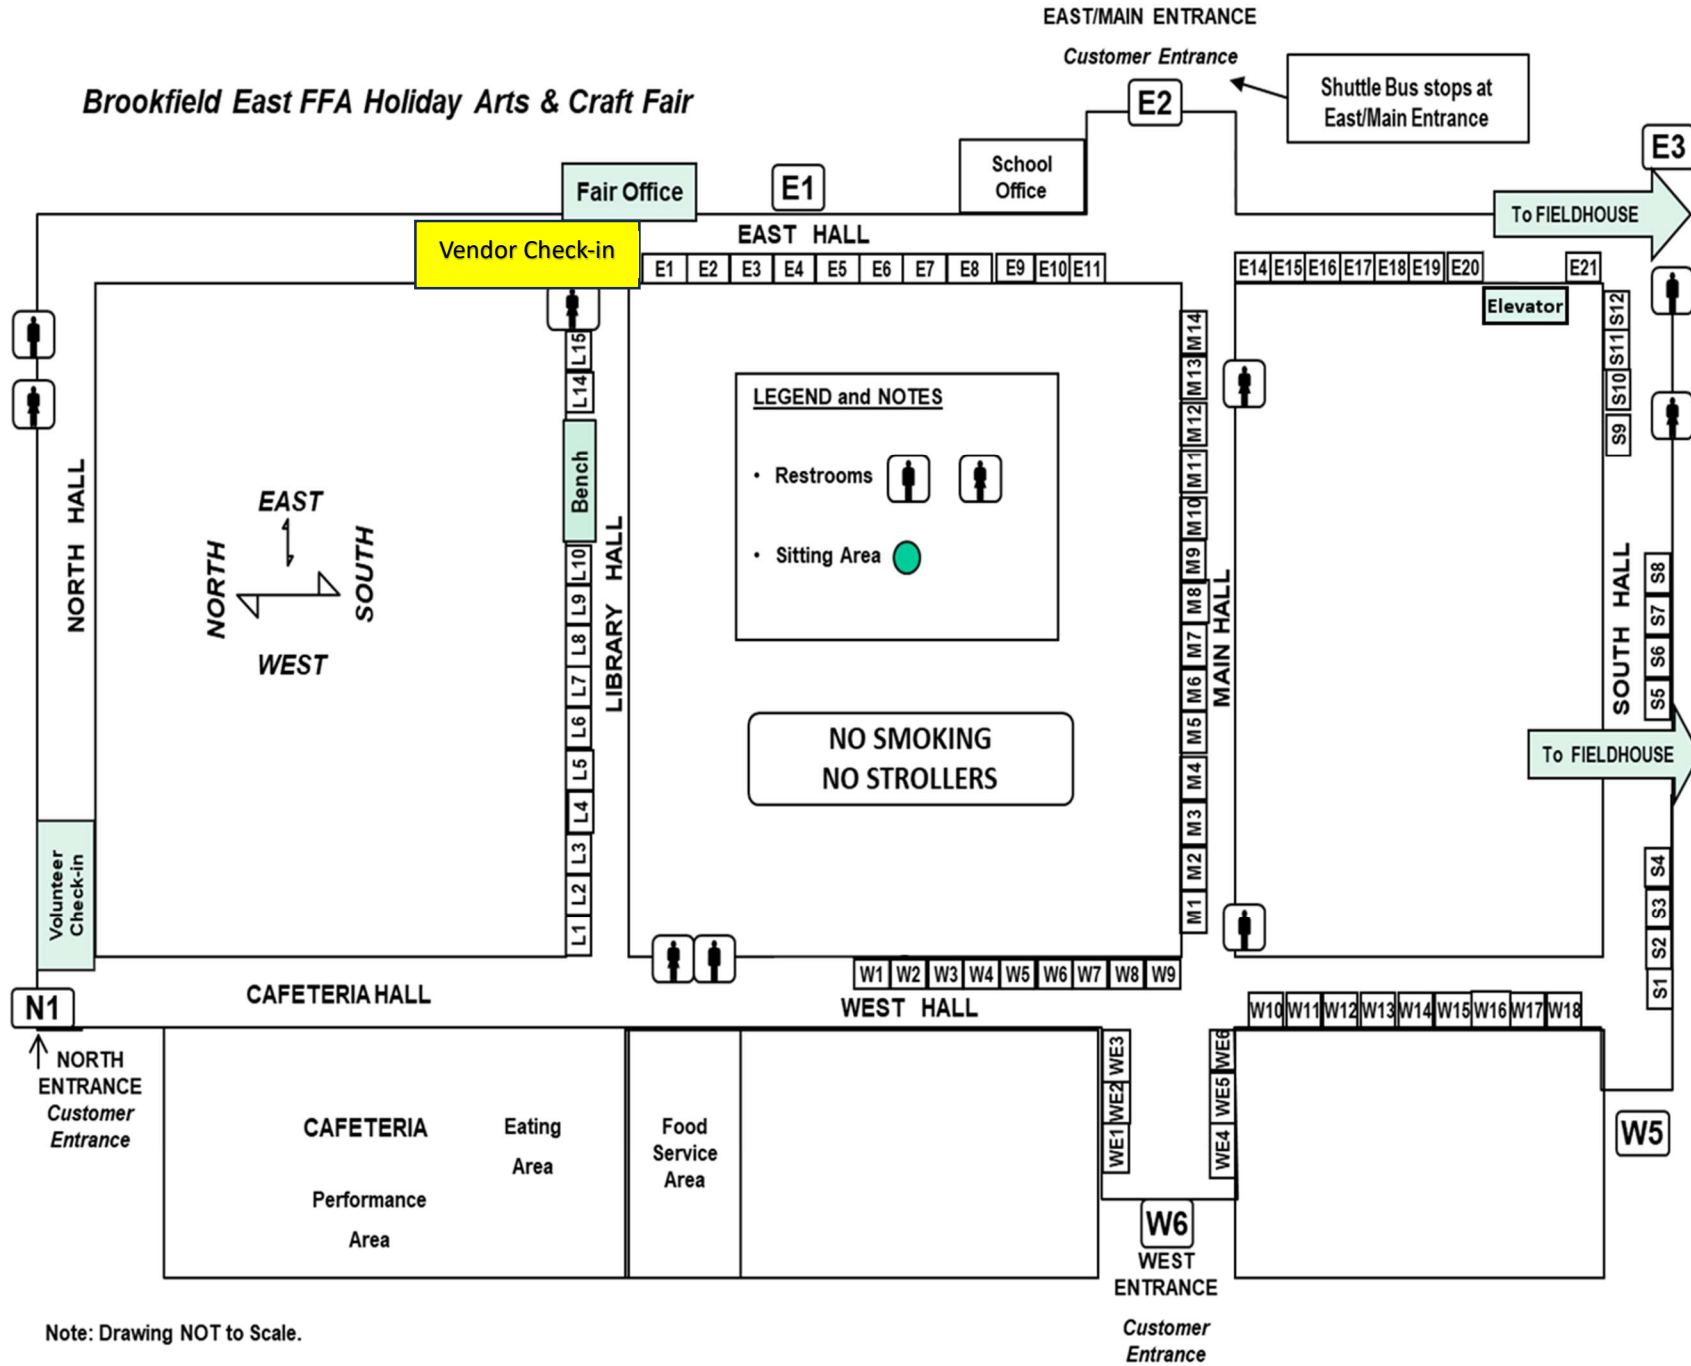 EAST/MAIN ENTRANCE
Customer Entrance
Brookfield East FFA Holiday Arts & Craft Fair
E2
Shuttle Bus stops at
East/Main Entrance
E3
School
Office
Fair Office
E1
To FIELDHOUSE
Vendor Check-in
EAST HALL
E1 E2 E3 E4 E5 E6 E7 E8 E9 E10 E11
E14 E15 E16 E17 E18 E19 E20 E21
Elevator
S12
S11
S10
S9
L15
L14
Bench
L10
L9
L8
L7
L6
L5
L4
L3
L2
L1
LIBRARY HALL
NORTH HALL
EAST
NORTH
SOUTH
WEST
LEGEND and NOTES
• Restrooms
• Sitting Area
NO SMOKING
NO STROLLERS
M14
M13
M12
M11
M10
M9
M8
M7
M6
M5
M4
M3
M2
M1
MAIN HALL
SOUTH HALL
S8
S7
S6
S5
To FIELDHOUSE
S4
S3
S2
S1
Volunteer
Check-in
N1
CAFETERIA HALL
W1 W2 W3 W4 W5 W6 W7 W8 W9
WEST HALL
W10 W11 W12 W13 W14 W15 W16 W17 W18
NORTH
ENTRANCE
Customer
Entrance
CAFETERIA
Eating
Area
Performance
Area
Food
Service
Area
WE3
WE2
WE1
WE6
WE5
WE4
W5
W6
WEST
ENTRANCE
Customer
Entrance
Note: Drawing NOT to Scale.